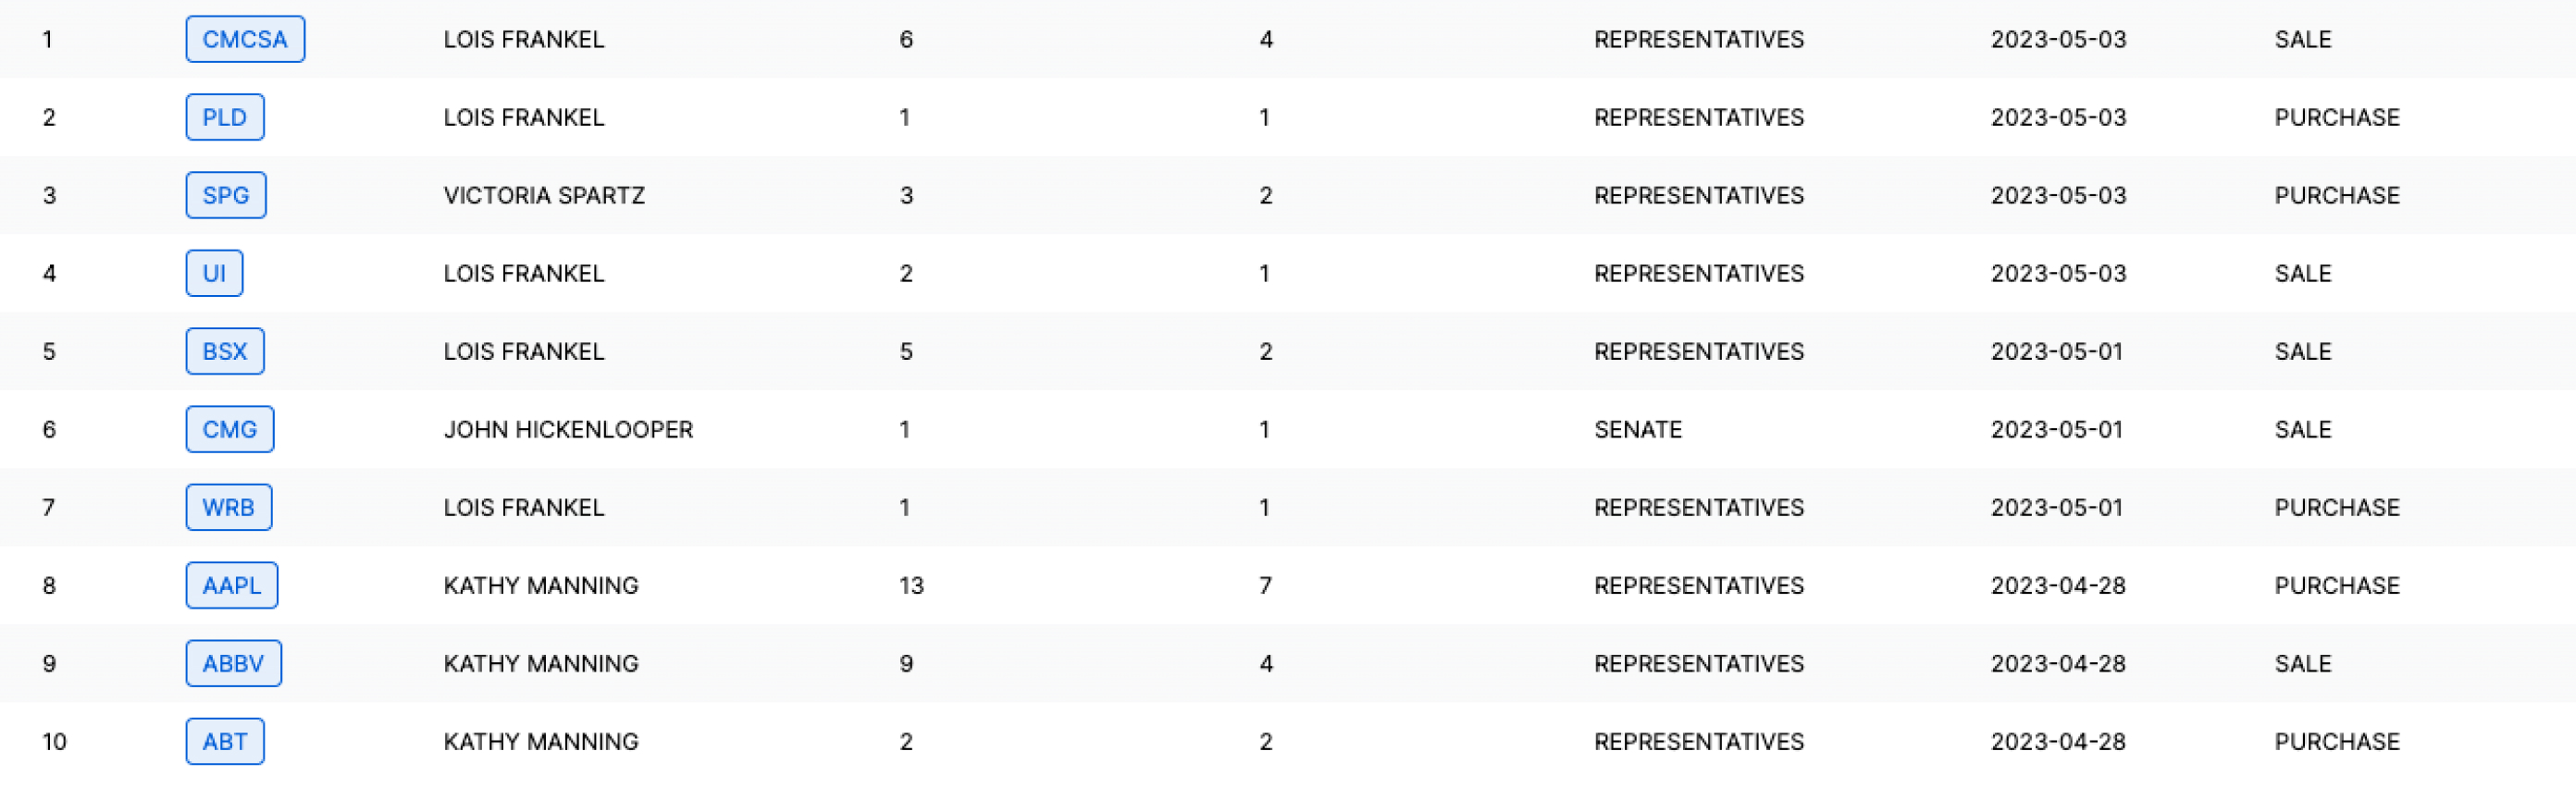 1 CMCSA LOIS FRANKEL 6 4 REPRESENTATIVES 2023-05-03 SALE
2 PLD LOIS FRANKEL 1 1 REPRESENTATIVES 2023-05-03 PURCHASE
3 SPG VICTORIA SPARTZ 3 2 REPRESENTATIVES 2023-05-03 PURCHASE
4 UI LOIS FRANKEL 2 1 REPRESENTATIVES 2023-05-03 SALE
5 BSX LOIS FRANKEL 5 2 REPRESENTATIVES 2023-05-01 SALE
6 CMG JOHN HICKENLOOPER 1 1 SENATE 2023-05-01 SALE
7 WRB LOIS FRANKEL 1 1 REPRESENTATIVES 2023-05-01 PURCHASE
8 AAPL KATHY MANNING 13 7 REPRESENTATIVES 2023-04-28 PURCHASE
9 ABBV KATHY MANNING 9 4 REPRESENTATIVES 2023-04-28 SALE
10 ABT KATHY MANNING 2 2 REPRESENTATIVES 2023-04-28 PURCHASE